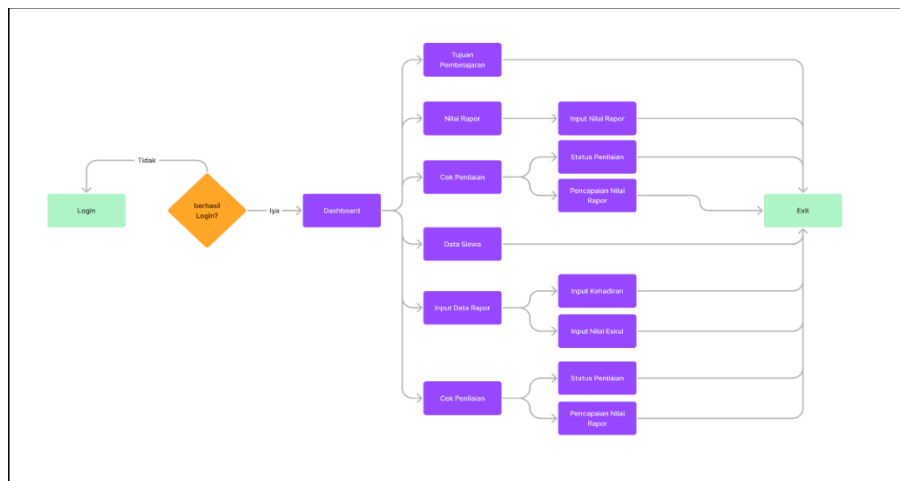 Tujuan
Pembelajaran
Nilai Rapor
Input Nilai Rapor
Tidak
Status Penilaian
Cek Penilaian
Pencapaian Nilai
Rapor
Login
berhasil
Login?
Iya
Dashboard
Exit
Data Siswa
Input Kehadiran
Input Data Rapor
Input Nilai Eskul
Status Penilaian
Cek Penilaian
Pencapaian Nilai
Rapor